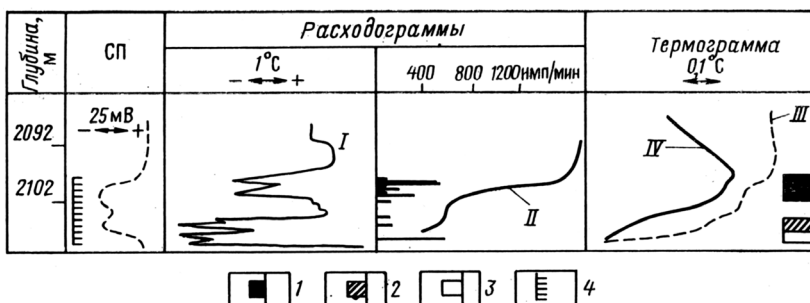 Глубина, м
СП
Расходограммы
1°С
− +
400 800 1200 нмп/мин
Термограмма
0,1°С
25 мВ
− +
2092
2102
I
II
III
IV
1 2 3 4